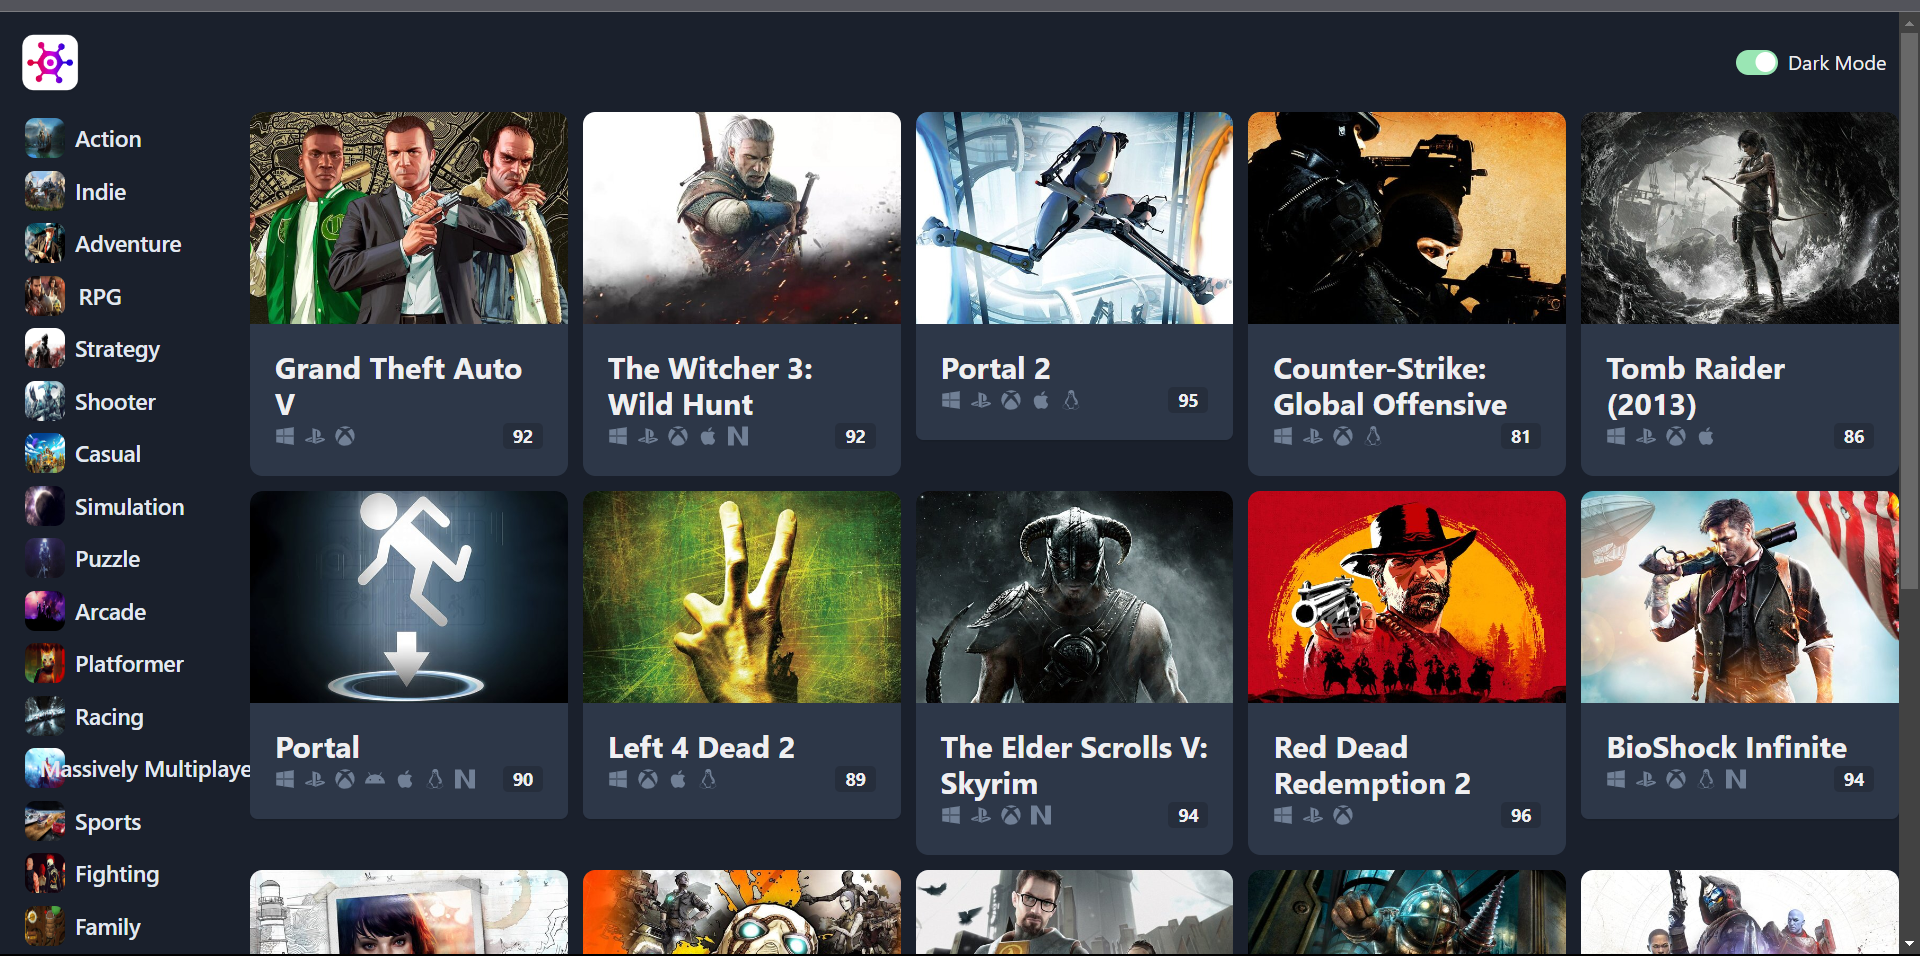 Dark Mode
Action
Indie
Adventure
RPG
Strategy
Shooter
Casual
Simulation
Puzzle
Arcade
Platformer
Racing
Massively Multiplaye
Sports
Fighting
Family
Grand Theft Auto
V
92
The Witcher 3:
Wild Hunt
92
Portal 2
95
Counter-Strike:
Global Offensive
81
Tomb Raider
(2013)
86
Portal
90
Left 4 Dead 2
89
The Elder Scrolls V:
Skyrim
94
Red Dead
Redemption 2
96
BioShock Infinite
94